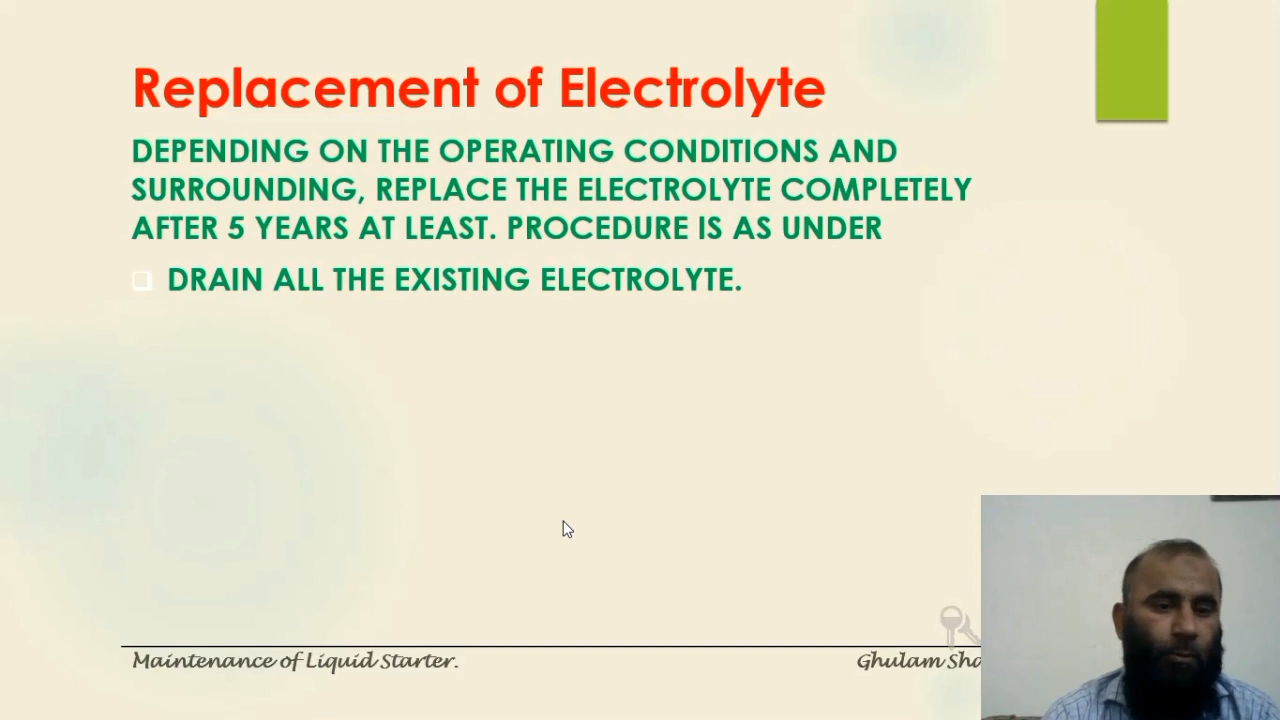 Replacement of Electrolyte
DEPENDING ON THE OPERATING CONDITIONS AND
SURROUNDING, REPLACE THE ELECTROLYTE COMPLETELY
AFTER 5 YEARS AT LEAST. PROCEDURE IS AS UNDER
DRAIN ALL THE EXISTING ELECTROLYTE.
Maintenance of Liquid Starter.
Ghulam